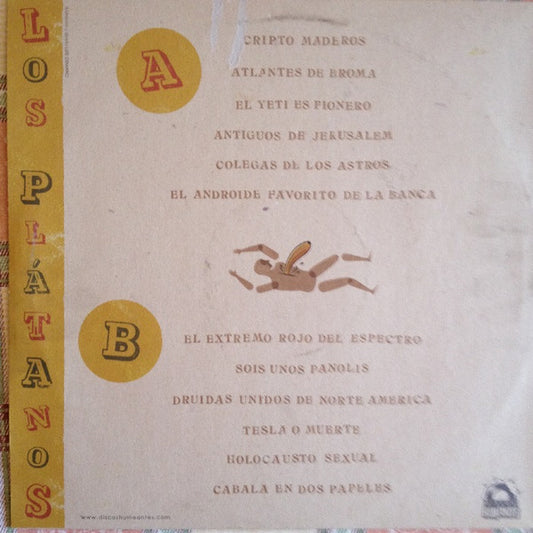 LOS PLÁTANOS
A
CRIPTO MADEROS
ATLANTES DE BROMA
EL YETI ES PIONERO
ANTIGUOS DE JERUSALEM
COLEGAS DE LOS ASTROS
EL ANDROIDE FAVORITO DE LA BANCA
B
EL EXTREMO ROJO DEL ESPECTRO
SOIS UNOS PANOLIS
DRUIDAS UNIDOS DE NORTE AMERICA
TESLA O MUERTE
HOLOCAUSTO SEXUAL
CABALA EN DOS PAPELES
www.discoshumeantes.com